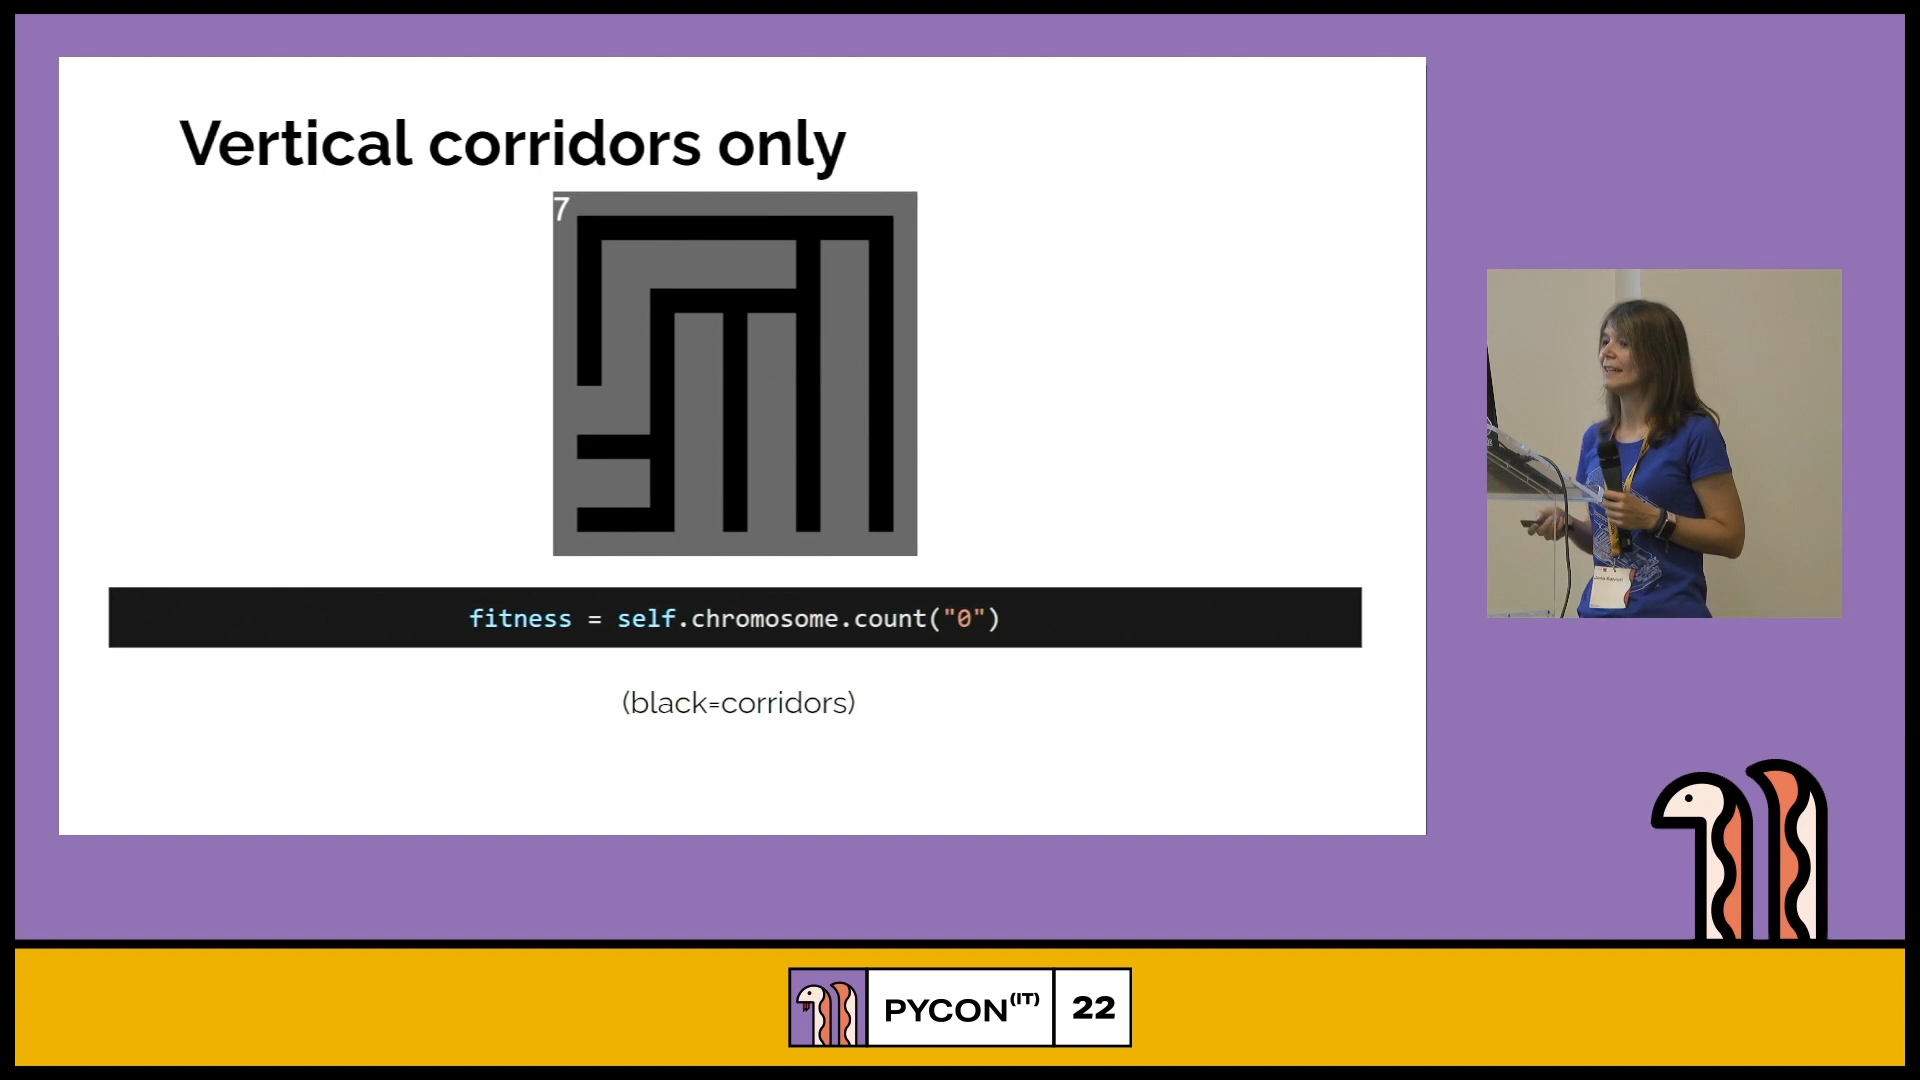 Vertical corridors only
7
fitness = self.chromosome.count("0")
(black=corridors)
PYCON(IT) 22